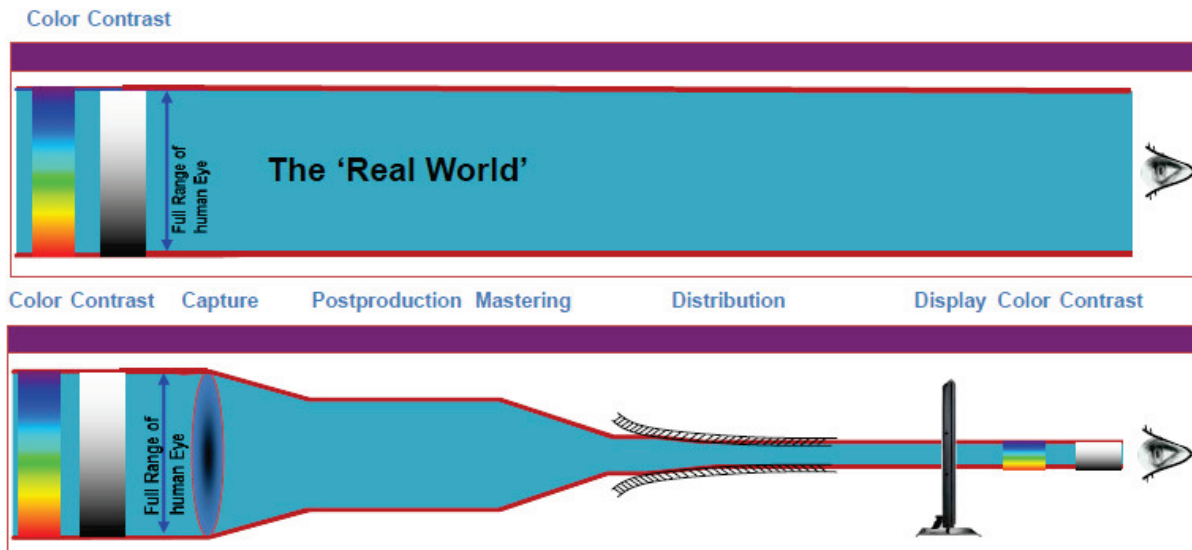 Color Contrast
Full Range of
human Eye
The ‘Real World’
Color Contrast Capture Postproduction Mastering Distribution Display Color Contrast
Full Range of
human Eye